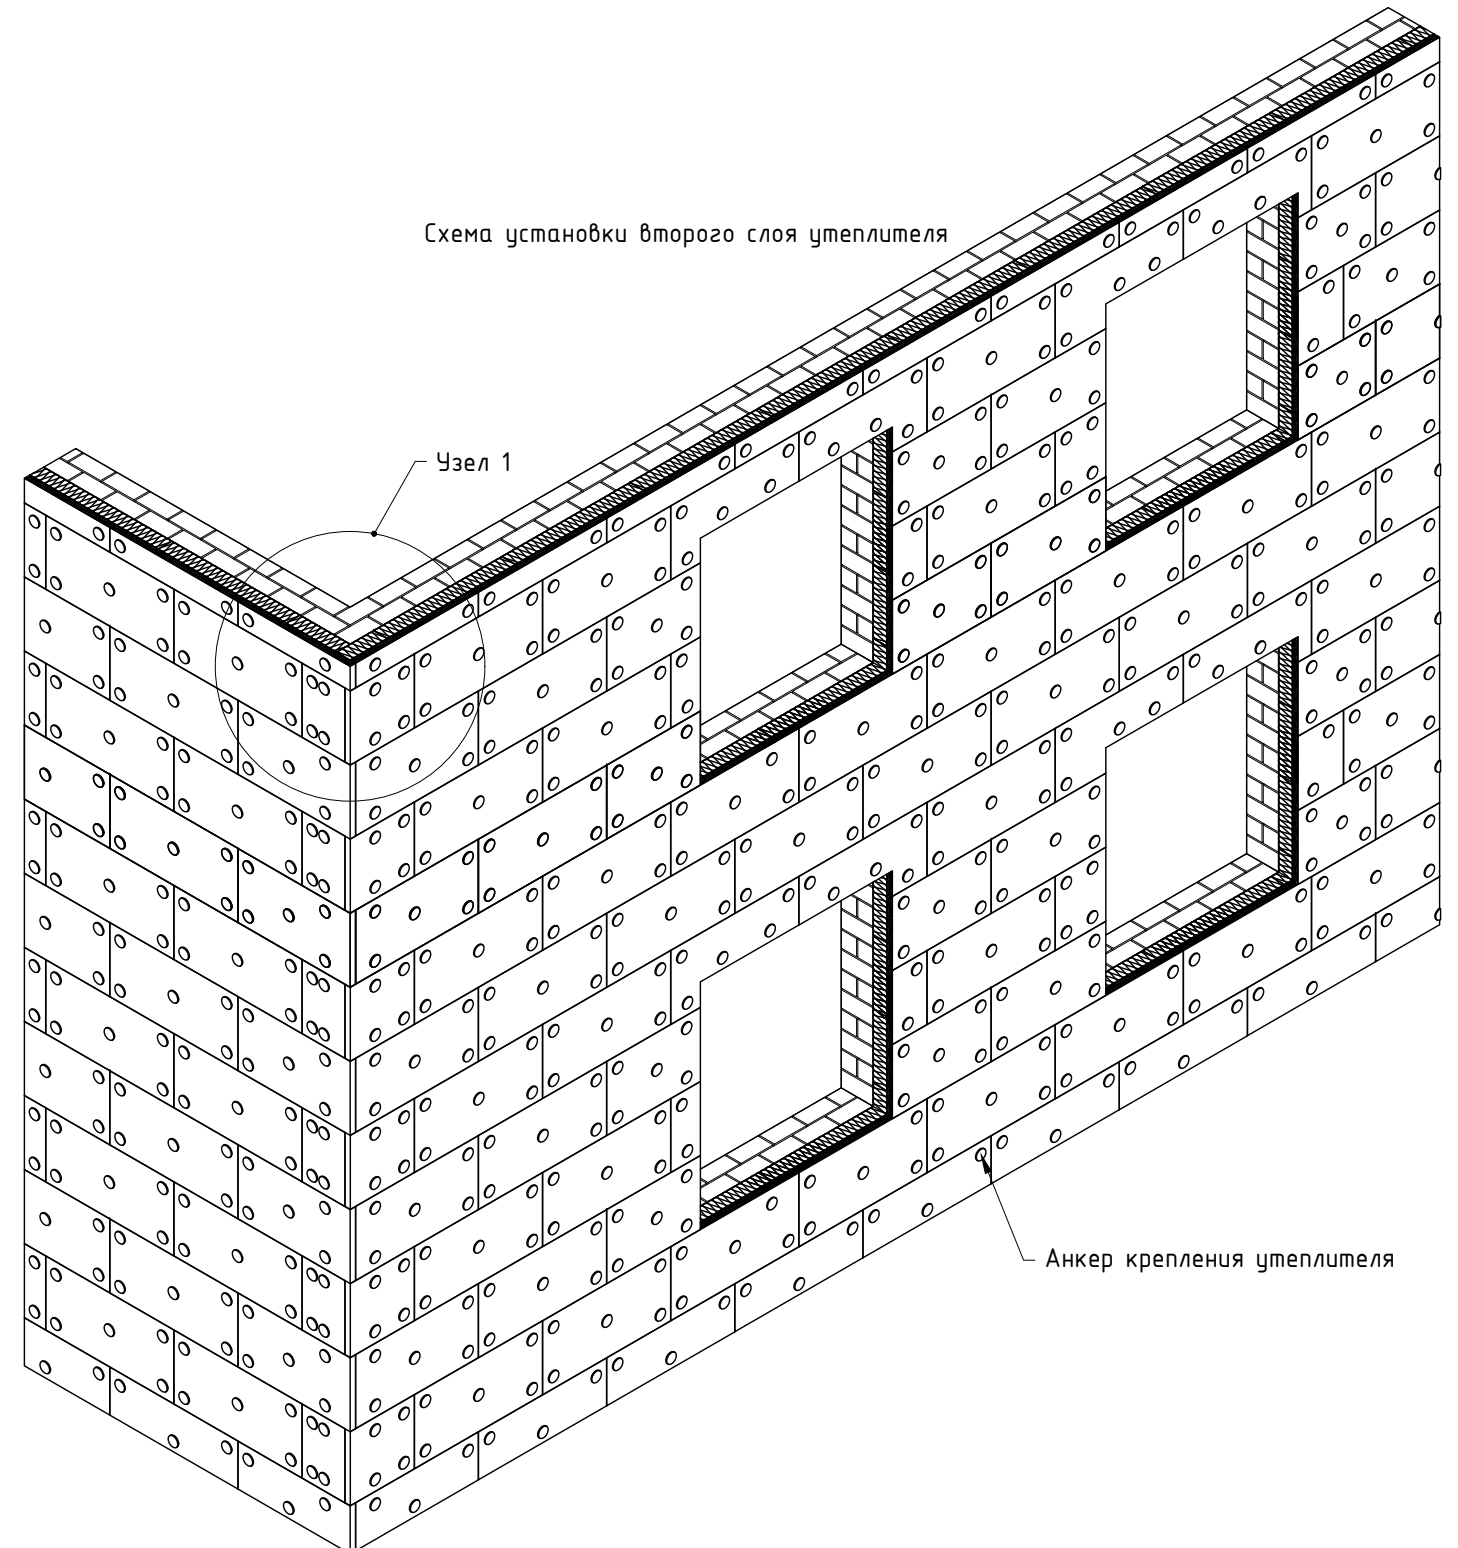 Схема установки второго слоя утеплителя
Узел 1
Анкер крепления утеплителя